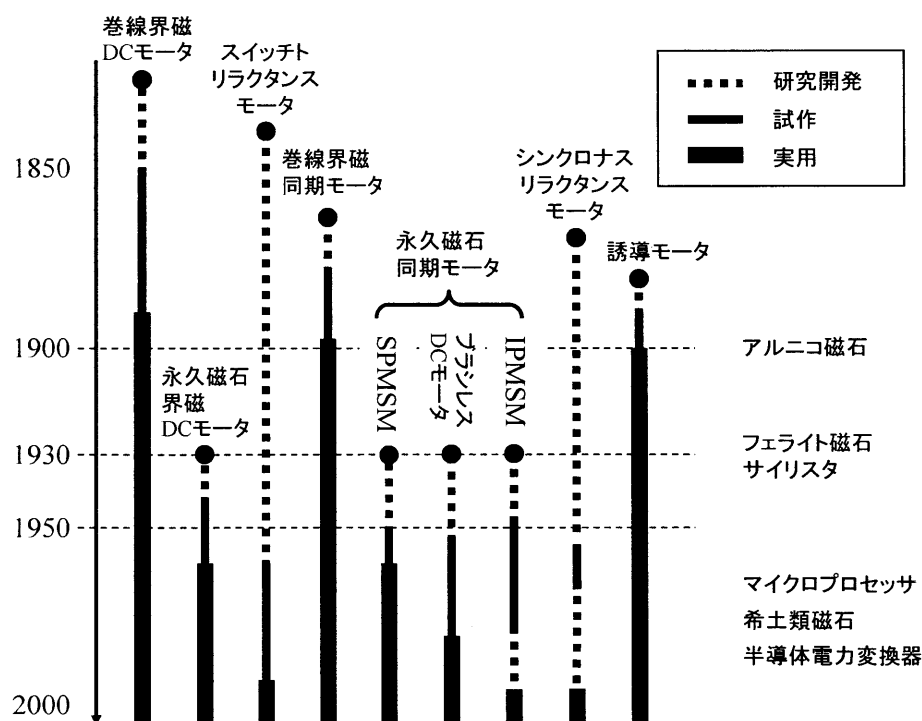 巻線界磁
DCモータ
スイッチト
リラクタンス
モータ
巻線界磁
同期モータ
永久磁石
界磁
DCモータ
永久磁石
同期モータ
SPMSM
ブラシレス
DCモータ
IPMSM
シンクロナス
リラクタンス
モータ
誘導モータ
研究開発
試作
実用
1850
1900
アルニコ磁石
1930
フェライト磁石
サイリスタ
1950
マイクロプロセッサ
希土類磁石
半導体電力変換器
2000